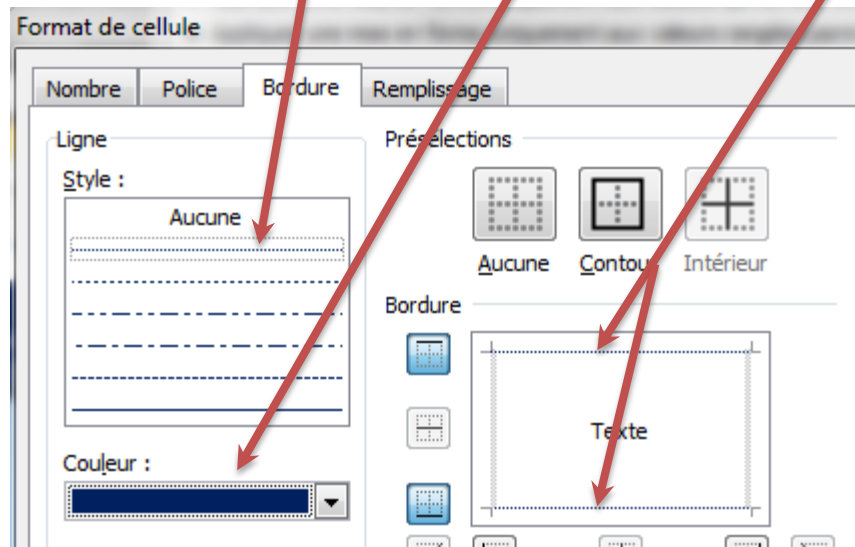 Format de cellule
Nombre Police Bordure Remplissage
Ligne
Style :
Aucune
Couleur :
Présélections
Aucune Contour Intérieur
Bordure
Texte